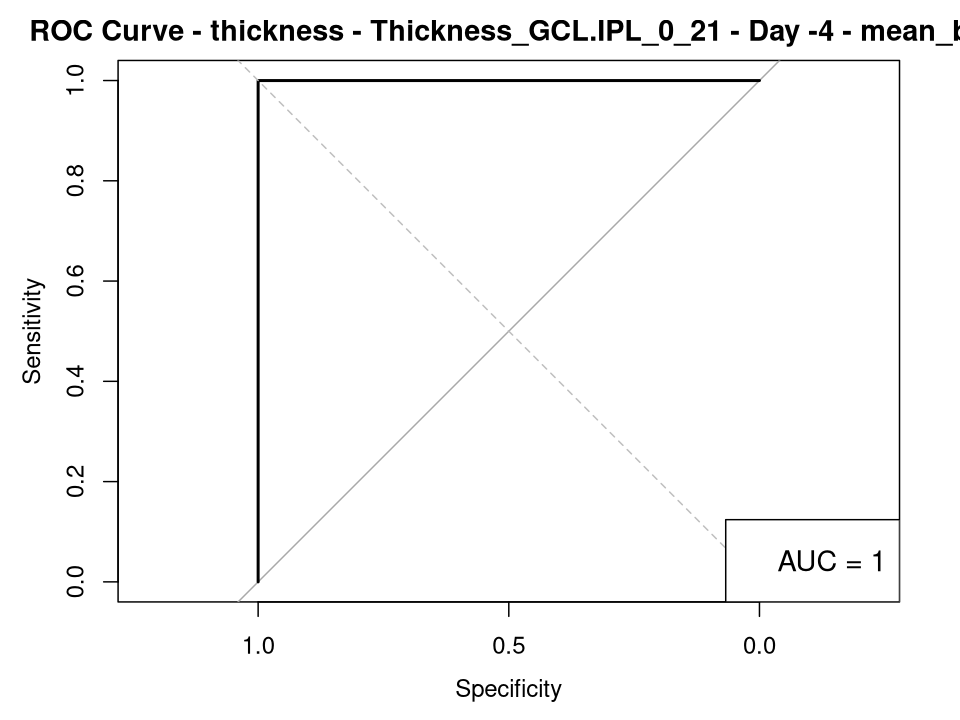 ROC Curve - thickness - Thickness_GCL.IPL_0_21 - Day -4 - mean_b
1.0
0.8
0.6
0.4
0.2
0.0
Sensitivity
AUC = 1
1.0 0.5 0.0
Specificity